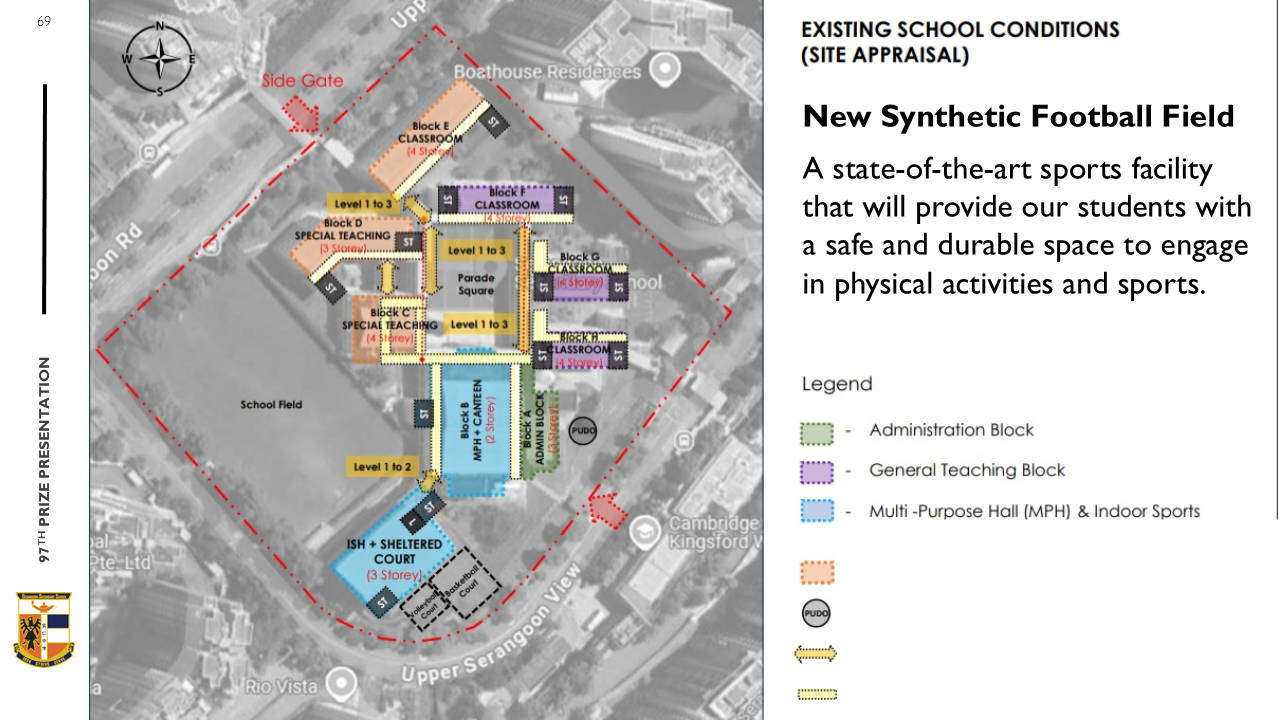 69
97TH PRIZE PRESENTATION
N
W
E
S
Side Gate
Upp
Boathouse Residences
Block E
CLASSROOM
(4 Storey)
ST
Level 1 to 3
Block F
CLASSROOM
(4 Storey)
ST
ST
Block D
SPECIAL TEACHING
(3 Storey)
ST
ST
oon Rd
Level 1 to 3
Parade
Square
Block G
CLASSROOM
(4 Storey)
ST
ST
hool
Block C
SPECIAL TEACHING
(4 Storey)
Level 1 to 3
Block H
CLASSROOM
(4 Storey)
ST
ST
School Field
ST
Block B
MPH + CANTEEN
(2 Storey)
Block A
ADMIN BLOCK
(3 Storey)
PUDO
Level 1 to 2
ST
L
ISH + SHELTERED
COURT
(3 Storey)
ST
Volleyball
Court
Basketball
Court
Cambridge
Kingsford W
Pte. Ltd
Upper Serangoon View
Rio Vista
EXISTING SCHOOL CONDITIONS
(SITE APPRAISAL)
New Synthetic Football Field
A state-of-the-art sports facility
that will provide our students with
a safe and durable space to engage
in physical activities and sports.
Legend
- Administration Block
- General Teaching Block
- Multi -Purpose Hall (MPH) & Indoor Sports
PUDO